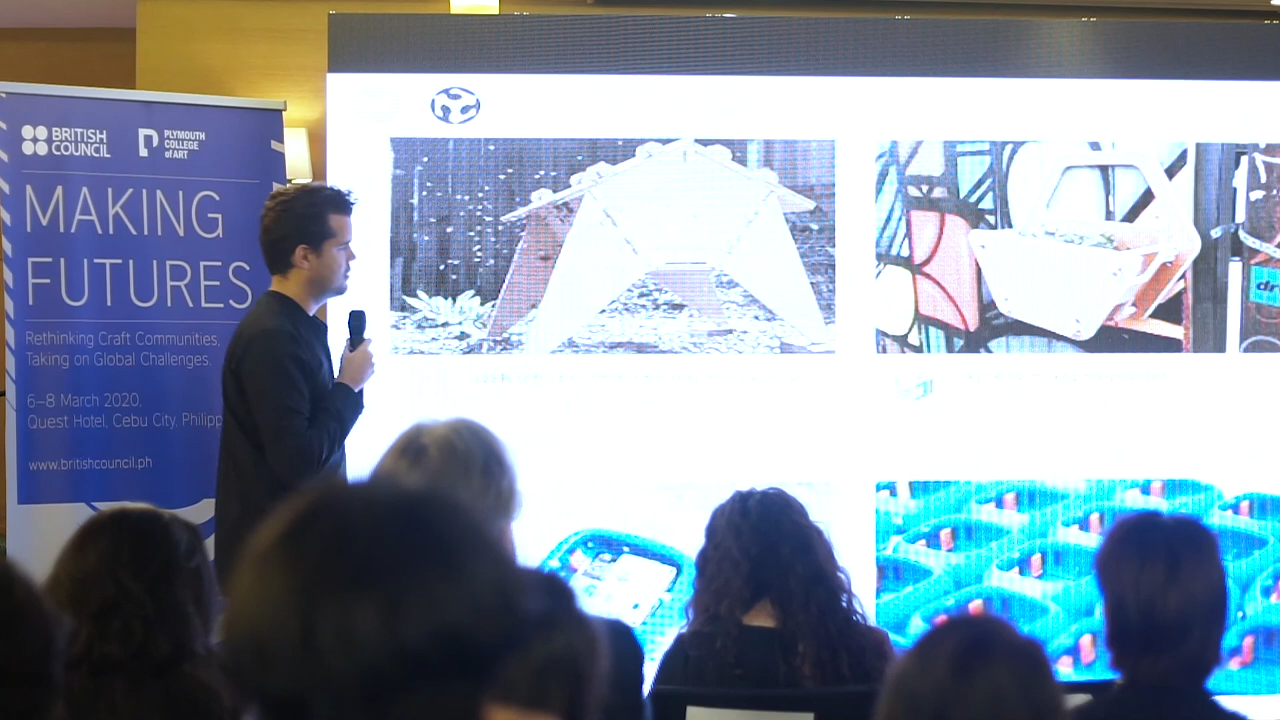 BRITISH
COUNCIL
PLYMOUTH
COLLEGE
of ART
MAKING
FUTURES
Rethinking Craft Communities,
Taking on Global Challenges.
6–8 March 2020.
Quest Hotel, Cebu City, Philipp
www.britishcouncil.ph